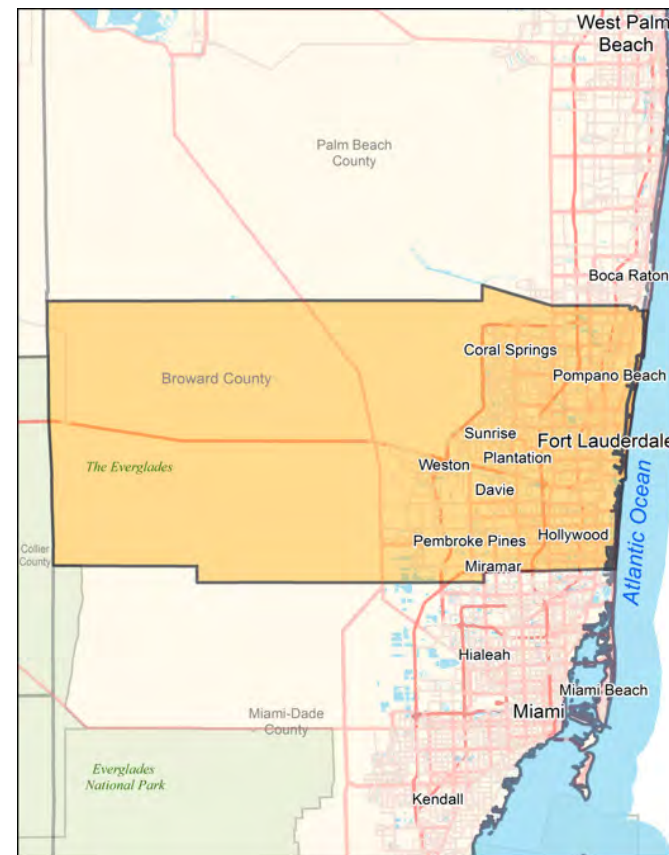 West Palm
Beach
Palm Beach
County
Boca Raton
Coral Springs
Broward County
Pompano Beach
Sunrise
Fort Lauderdale
Plantation
Weston
The Everglades
Davie
Hollywood
Pembroke Pines
Collier
County
Miramar
Atlantic Ocean
Hialeah
Miami Beach
Miami
Miami-Dade
County
Everglades
National Park
Kendall